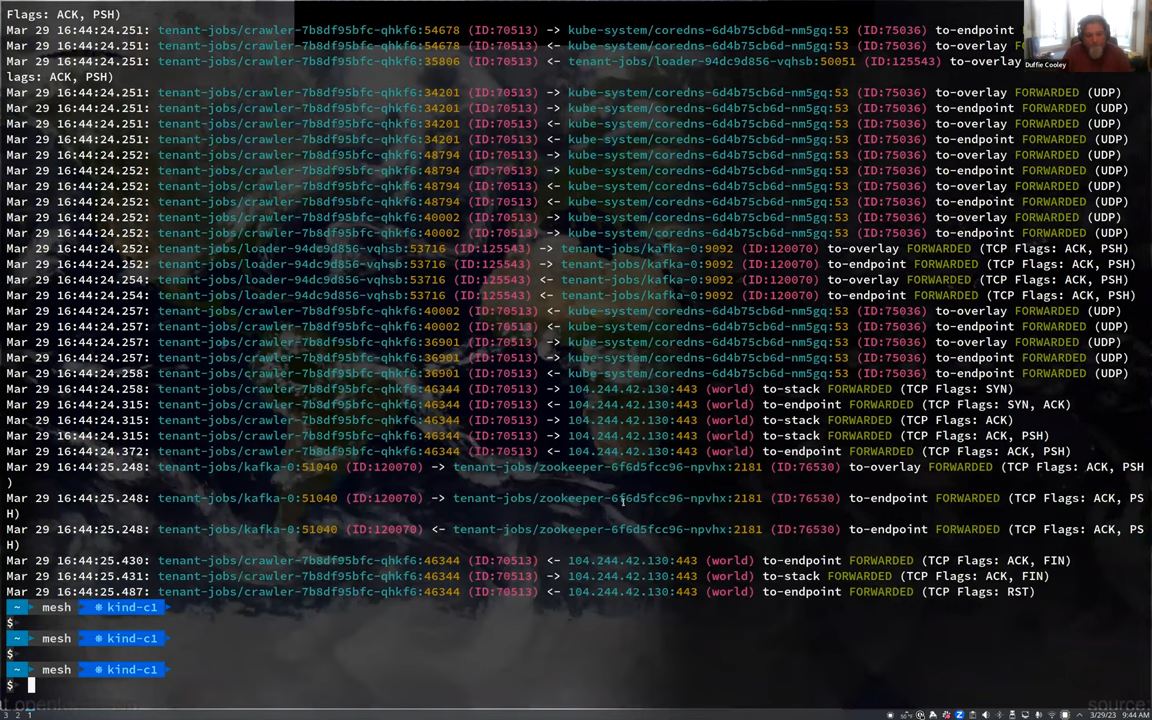 Flags: ACK, PSH)
Mar 29 16:44:24.251: tenant-jobs/crawler-7b8df95bfc-qhkf6:54678 (ID:70513) -> kube-system/coredns-6d4b75cb6d-nm5gq:53 (ID:75036) to-endpoint
Mar 29 16:44:24.251: tenant-jobs/crawler-7b8df95bfc-qhkf6:54678 (ID:70513) <- kube-system/coredns-6d4b75cb6d-nm5gq:53 (ID:75036) to-overlay F
Mar 29 16:44:24.251: tenant-jobs/crawler-7b8df95bfc-qhkf6:35806 (ID:70513) <- tenant-jobs/loader-94dc9d856-vqhsb:50051 (ID:125543) to-overlay
Duffie Cooley
lags: ACK, PSH)
Mar 29 16:44:24.251: tenant-jobs/crawler-7b8df95bfc-qhkf6:34201 (ID:70513) -> kube-system/coredns-6d4b75cb6d-nm5gq:53 (ID:75036) to-overlay FORWARDED (UDP)
Mar 29 16:44:24.251: tenant-jobs/crawler-7b8df95bfc-qhkf6:34201 (ID:70513) -> kube-system/coredns-6d4b75cb6d-nm5gq:53 (ID:75036) to-endpoint FORWARDED (UDP)
Mar 29 16:44:24.251: tenant-jobs/crawler-7b8df95bfc-qhkf6:34201 (ID:70513) <- kube-system/coredns-6d4b75cb6d-nm5gq:53 (ID:75036) to-overlay FORWARDED (UDP)
Mar 29 16:44:24.251: tenant-jobs/crawler-7b8df95bfc-qhkf6:34201 (ID:70513) <- kube-system/coredns-6d4b75cb6d-nm5gq:53 (ID:75036) to-endpoint FORWARDED (UDP)
Mar 29 16:44:24.251: tenant-jobs/crawler-7b8df95bfc-qhkf6:48794 (ID:70513) -> kube-system/coredns-6d4b75cb6d-nm5gq:53 (ID:75036) to-overlay FORWARDED (UDP)
Mar 29 16:44:24.252: tenant-jobs/crawler-7b8df95bfc-qhkf6:48794 (ID:70513) -> kube-system/coredns-6d4b75cb6d-nm5gq:53 (ID:75036) to-endpoint FORWARDED (UDP)
Mar 29 16:44:24.252: tenant-jobs/crawler-7b8df95bfc-qhkf6:48794 (ID:70513) <- kube-system/coredns-6d4b75cb6d-nm5gq:53 (ID:75036) to-overlay FORWARDED (UDP)
Mar 29 16:44:24.252: tenant-jobs/crawler-7b8df95bfc-qhkf6:48794 (ID:70513) <- kube-system/coredns-6d4b75cb6d-nm5gq:53 (ID:75036) to-endpoint FORWARDED (UDP)
Mar 29 16:44:24.252: tenant-jobs/crawler-7b8df95bfc-qhkf6:40002 (ID:70513) -> kube-system/coredns-6d4b75cb6d-nm5gq:53 (ID:75036) to-overlay FORWARDED (UDP)
Mar 29 16:44:24.252: tenant-jobs/crawler-7b8df95bfc-qhkf6:40002 (ID:70513) -> kube-system/coredns-6d4b75cb6d-nm5gq:53 (ID:75036) to-endpoint FORWARDED (UDP)
Mar 29 16:44:24.252: tenant-jobs/loader-94dc9d856-vqhsb:53716 (ID:125543) -> tenant-jobs/kafka-0:9092 (ID:120070) to-overlay FORWARDED (TCP Flags: ACK, PSH)
Mar 29 16:44:24.252: tenant-jobs/loader-94dc9d856-vqhsb:53716 (ID:125543) -> tenant-jobs/kafka-0:9092 (ID:120070) to-endpoint FORWARDED (TCP Flags: ACK, PSH)
Mar 29 16:44:24.254: tenant-jobs/loader-94dc9d856-vqhsb:53716 (ID:125543) <- tenant-jobs/kafka-0:9092 (ID:120070) to-overlay FORWARDED (TCP Flags: ACK, PSH)
Mar 29 16:44:24.254: tenant-jobs/loader-94dc9d856-vqhsb:53716 (ID:125543) <- tenant-jobs/kafka-0:9092 (ID:120070) to-endpoint FORWARDED (TCP Flags: ACK, PSH)
Mar 29 16:44:24.257: tenant-jobs/crawler-7b8df95bfc-qhkf6:40002 (ID:70513) <- kube-system/coredns-6d4b75cb6d-nm5gq:53 (ID:75036) to-overlay FORWARDED (UDP)
Mar 29 16:44:24.257: tenant-jobs/crawler-7b8df95bfc-qhkf6:40002 (ID:70513) <- kube-system/coredns-6d4b75cb6d-nm5gq:53 (ID:75036) to-endpoint FORWARDED (UDP)
Mar 29 16:44:24.257: tenant-jobs/crawler-7b8df95bfc-qhkf6:36901 (ID:70513) -> kube-system/coredns-6d4b75cb6d-nm5gq:53 (ID:75036) to-overlay FORWARDED (UDP)
Mar 29 16:44:24.257: tenant-jobs/crawler-7b8df95bfc-qhkf6:36901 (ID:70513) -> kube-system/coredns-6d4b75cb6d-nm5gq:53 (ID:75036) to-endpoint FORWARDED (UDP)
Mar 29 16:44:24.258: tenant-jobs/crawler-7b8df95bfc-qhkf6:36901 (ID:70513) <- kube-system/coredns-6d4b75cb6d-nm5gq:53 (ID:75036) to-overlay FORWARDED (UDP)
Mar 29 16:44:24.258: tenant-jobs/crawler-7b8df95bfc-qhkf6:46344 (ID:70513) -> 104.244.42.130:443 (world) to-stack FORWARDED (TCP Flags: SYN)
Mar 29 16:44:24.315: tenant-jobs/crawler-7b8df95bfc-qhkf6:46344 (ID:70513) <- 104.244.42.130:443 (world) to-endpoint FORWARDED (TCP Flags: SYN, ACK)
Mar 29 16:44:24.315: tenant-jobs/crawler-7b8df95bfc-qhkf6:46344 (ID:70513) -> 104.244.42.130:443 (world) to-stack FORWARDED (TCP Flags: ACK)
Mar 29 16:44:24.315: tenant-jobs/crawler-7b8df95bfc-qhkf6:46344 (ID:70513) -> 104.244.42.130:443 (world) to-stack FORWARDED (TCP Flags: ACK, PSH)
Mar 29 16:44:24.372: tenant-jobs/crawler-7b8df95bfc-qhkf6:46344 (ID:70513) <- 104.244.42.130:443 (world) to-endpoint FORWARDED (TCP Flags: ACK, PSH)
Mar 29 16:44:25.248: tenant-jobs/kafka-0:51040 (ID:120070) -> tenant-jobs/zookeeper-6f6d5fcc96-npvhx:2181 (ID:76530) to-overlay FORWARDED (TCP Flags: ACK, PSH
)
Mar 29 16:44:25.248: tenant-jobs/kafka-0:51040 (ID:120070) -> tenant-jobs/zookeeper-6f6d5fcc96-npvhx:2181 (ID:76530) to-endpoint FORWARDED (TCP Flags: ACK, PS
H)
Mar 29 16:44:25.248: tenant-jobs/kafka-0:51040 (ID:120070) <- tenant-jobs/zookeeper-6f6d5fcc96-npvhx:2181 (ID:76530) to-endpoint FORWARDED (TCP Flags: ACK, PS
H)
Mar 29 16:44:25.430: tenant-jobs/crawler-7b8df95bfc-qhkf6:46344 (ID:70513) <- 104.244.42.130:443 (world) to-endpoint FORWARDED (TCP Flags: ACK, FIN)
Mar 29 16:44:25.431: tenant-jobs/crawler-7b8df95bfc-qhkf6:46344 (ID:70513) -> 104.244.42.130:443 (world) to-stack FORWARDED (TCP Flags: ACK, FIN)
Mar 29 16:44:25.487: tenant-jobs/crawler-7b8df95bfc-qhkf6:46344 (ID:70513) <- 104.244.42.130:443 (world) to-endpoint FORWARDED (TCP Flags: RST)
~ mesh kind-c1
$
~ mesh kind-c1
$
~ mesh kind-c1
$
source
3 2 1
3/29/23 9:44 AM